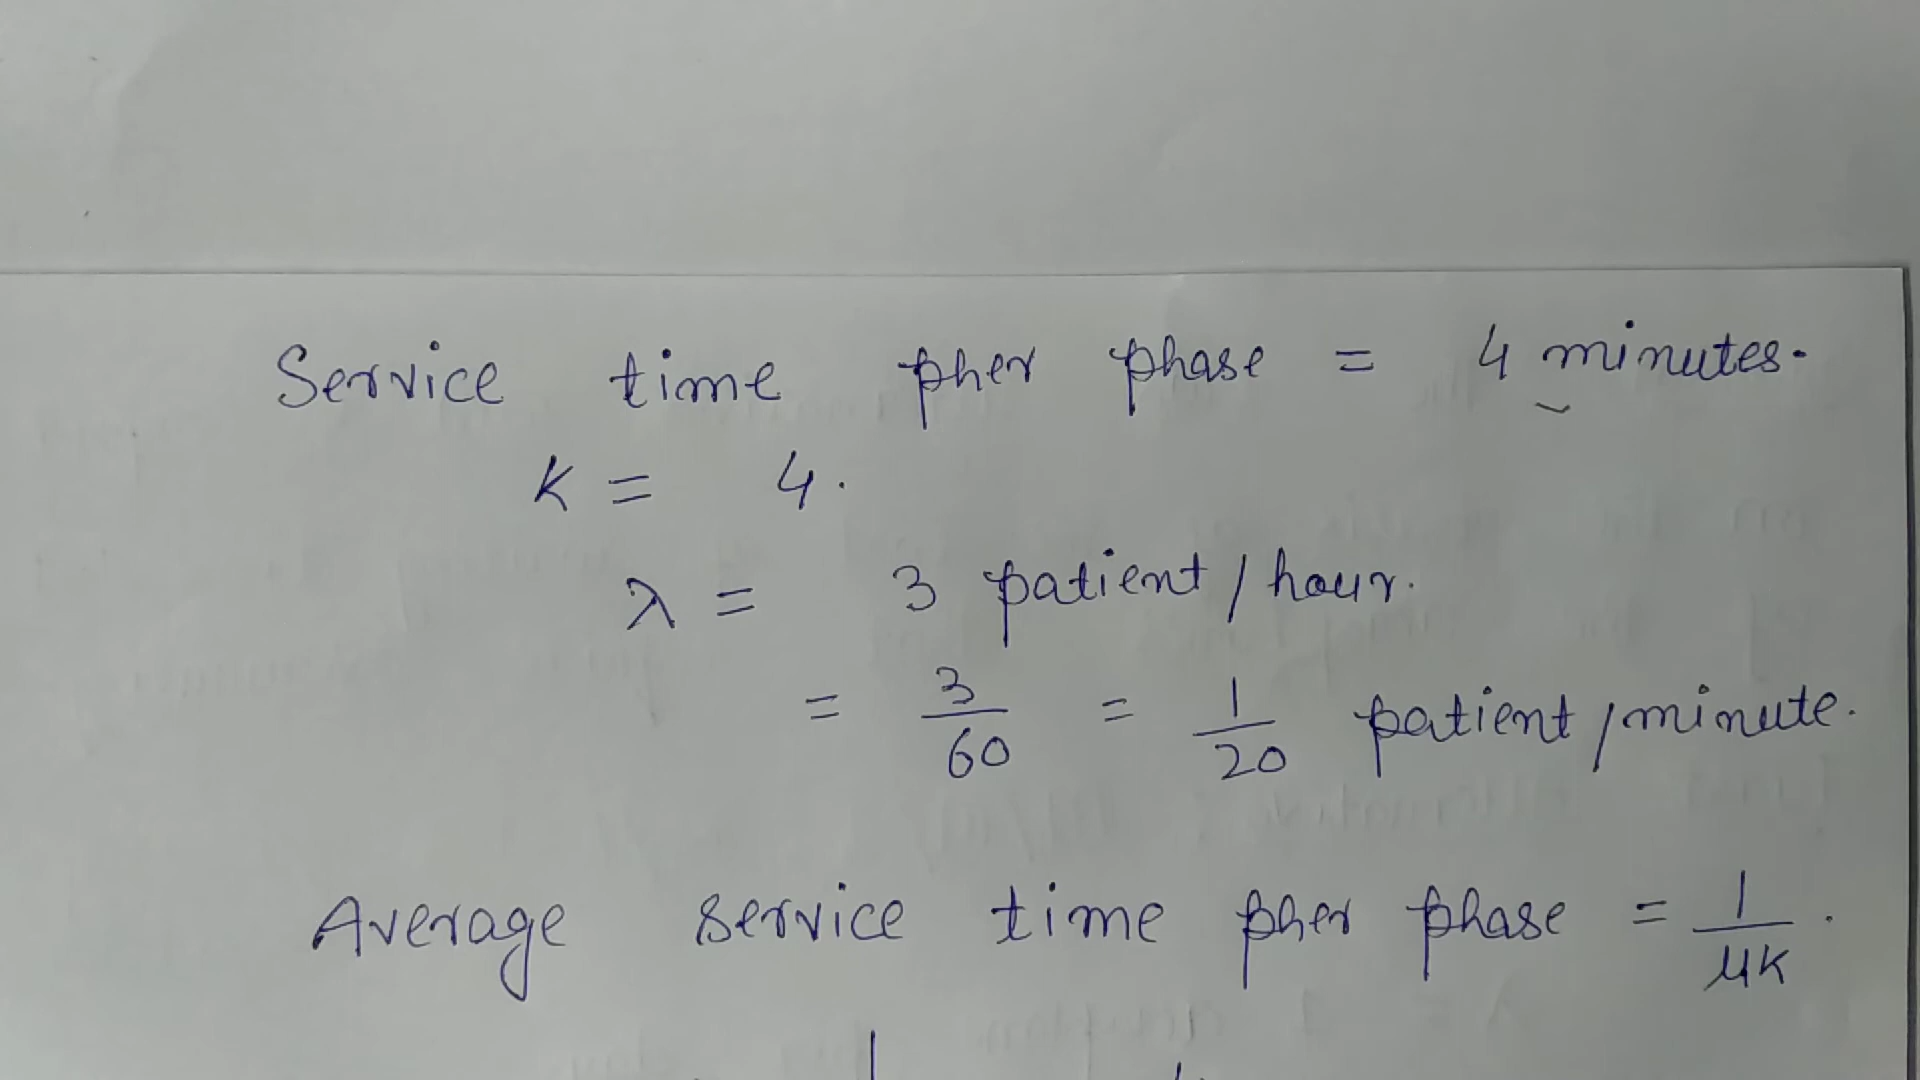 Service time pher phase = 4 minutes.
K = 4.
λ = 3 patient / hour.
= 3/60 = 1/20 patient / minute.
Average service time pher phase = 1/μK.